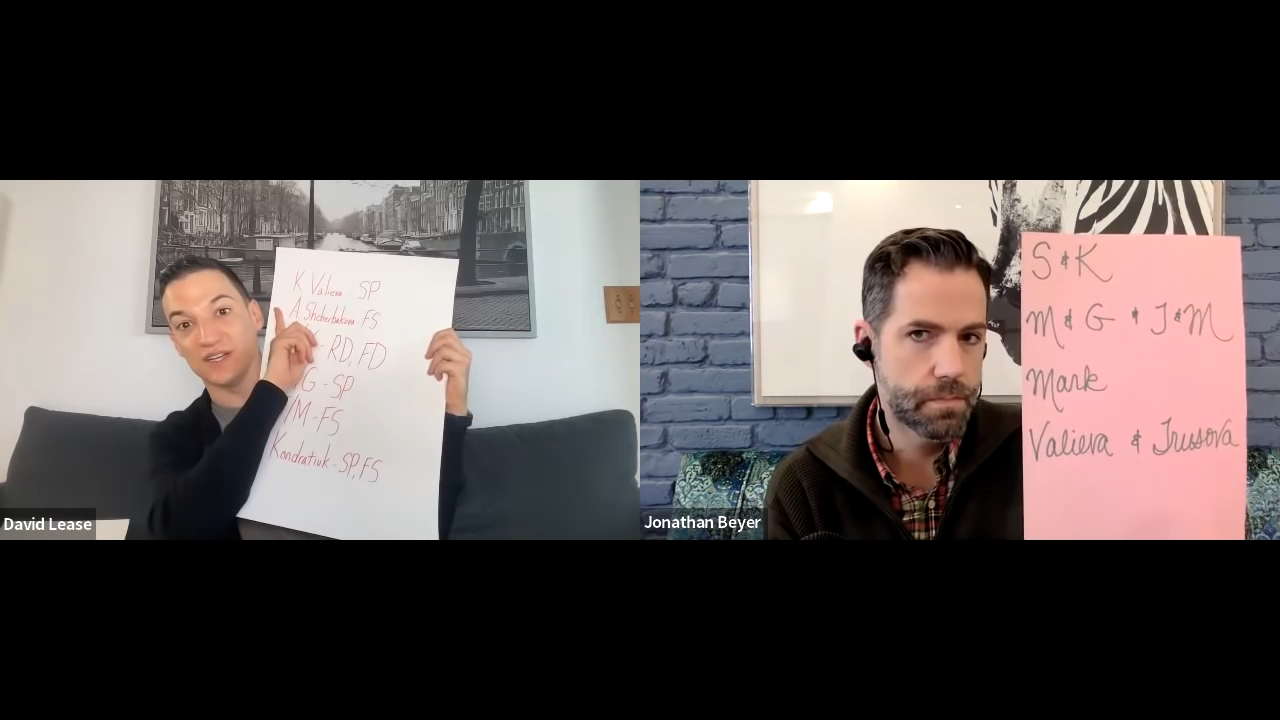 K Valieva - SP
A Shcherbakova FS
- RD, FD
/G - SP
/M - FS
Kondratiuk - SP, FS
David Lease
S & K
M & G & J & M
Mark
Valieva & Trusova
Jonathan Beyer